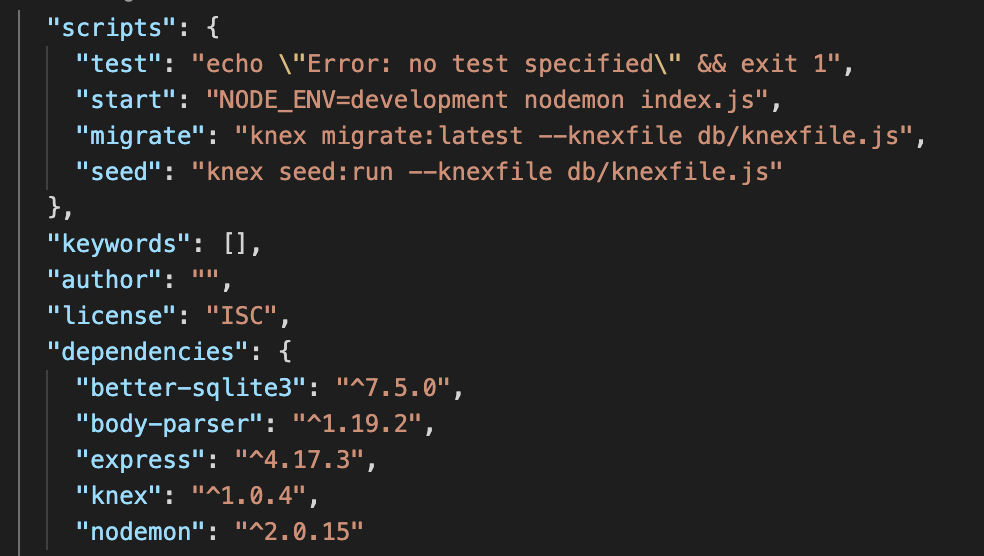 "scripts": {
"test": "echo \"Error: no test specified\" && exit 1",
"start": "NODE_ENV=development nodemon index.js",
"migrate": "knex migrate:latest --knexfile db/knexfile.js",
"seed": "knex seed:run --knexfile db/knexfile.js"
},
"keywords": [],
"author": "",
"license": "ISC",
"dependencies": {
"better-sqlite3": "^7.5.0",
"body-parser": "^1.19.2",
"express": "^4.17.3",
"knex": "^1.0.4",
"nodemon": "^2.0.15"